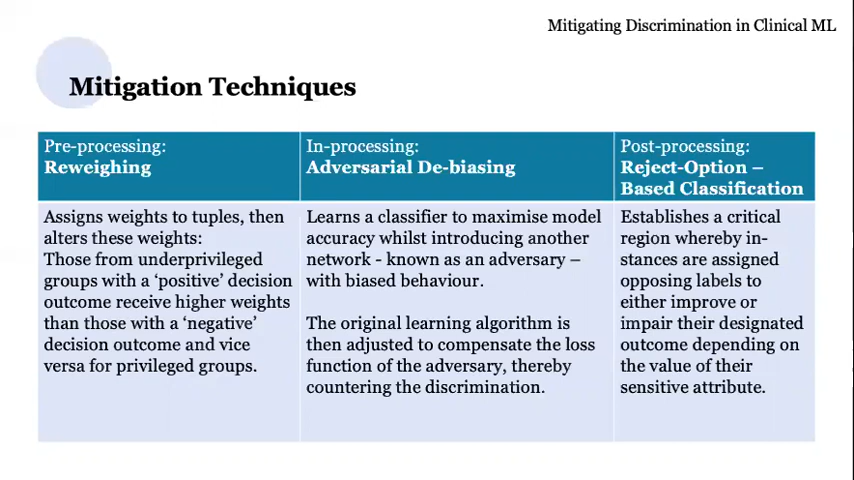 Mitigating Discrimination in Clinical ML
Mitigation Techniques
Pre-processing:
Reweighing
Assigns weights to tuples, then
alters these weights:
Those from underprivileged
groups with a ‘positive’ decision
outcome receive higher weights
than those with a ‘negative’
decision outcome and vice
versa for privileged groups.
In-processing:
Adversarial De-biasing
Learns a classifier to maximise model
accuracy whilst introducing another
network - known as an adversary –
with biased behaviour.
The original learning algorithm is
then adjusted to compensate the loss
function of the adversary, thereby
countering the discrimination.
Post-processing:
Reject-Option –
Based Classification
Establishes a critical
region whereby in-
stances are assigned
opposing labels to
either improve or
impair their designated
outcome depending on
the value of their
sensitive attribute.